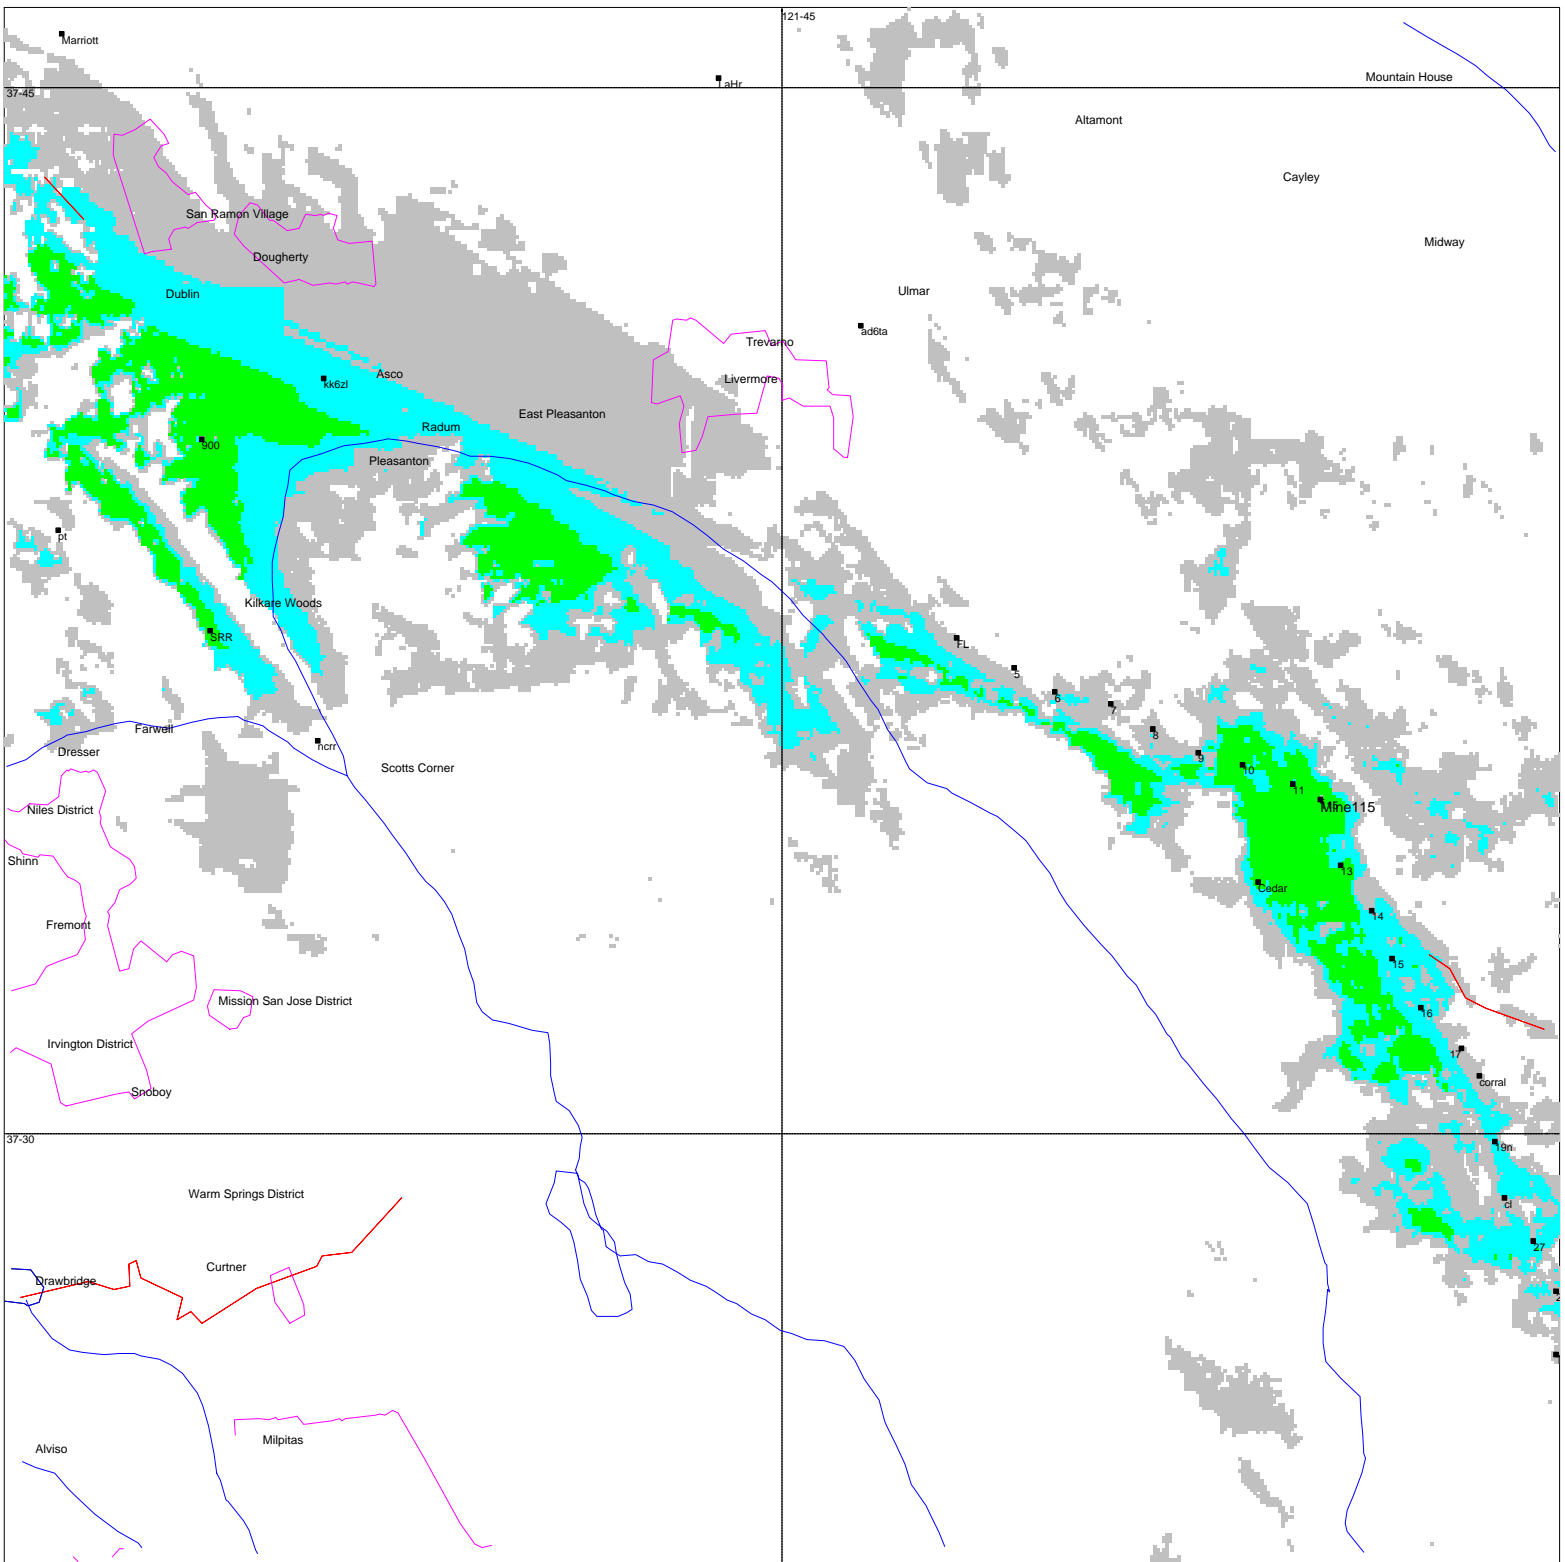 121-45
Marriott
Mountain House
LaHr
37-45
Altamont
Cayley
San Ramon Village
Midway
Dougherty
Ulmar
Dublin
ad6ta
Trevarno
Asco
Livermore
kk6zl
East Pleasanton
Radum
900
Pleasanton
pt
Kilkare Woods
SRR
FL
5
6
7
8
Farwell
ncrr
Dresser
9
Scotts Corner
10
11
Mine115
Niles District
Shinn
13
Cedar
14
Fremont
15
Mission San Jose District
16
Irvington District
17
corral
Snoboy
37-30
19n
Warm Springs District
cl
27
Curtner
Drawbridge
2
Milpitas
Alviso